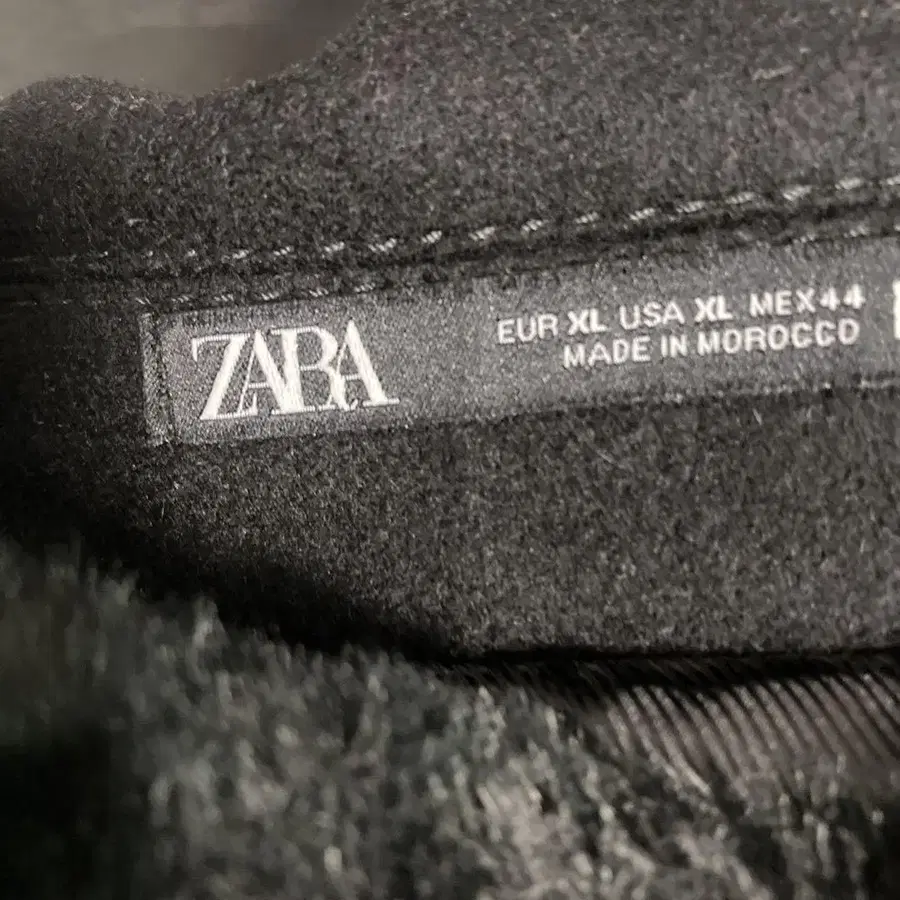 ZARA
EUR XL USA XL MEX 44
MADE IN MOROCCO